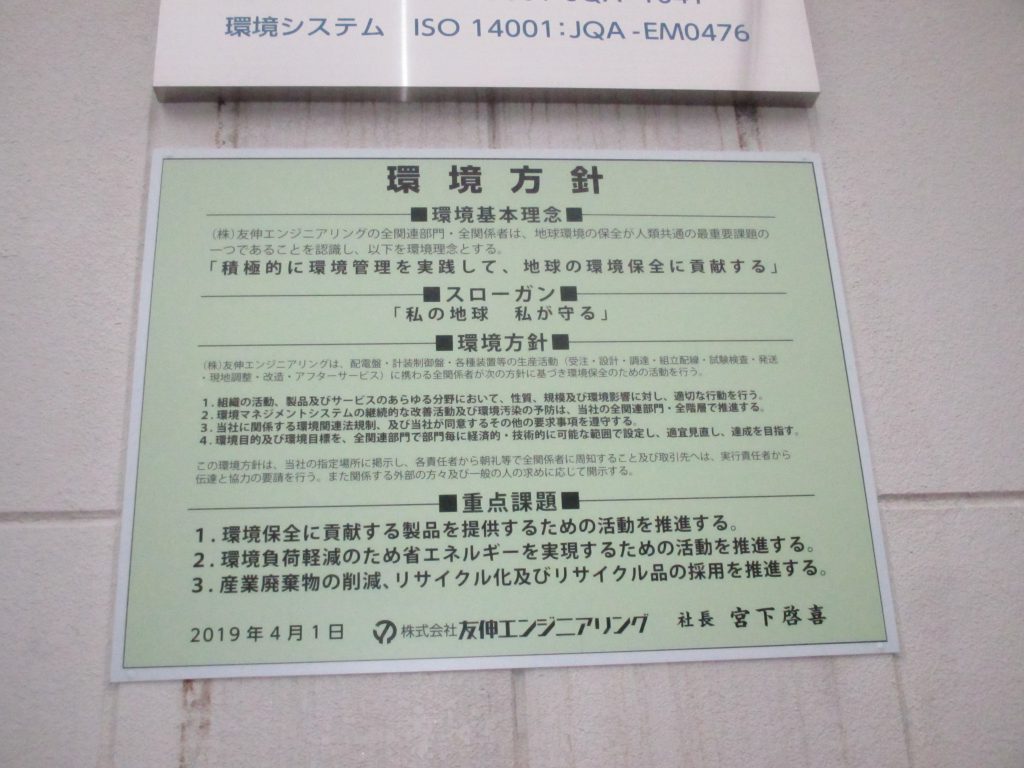 環境システム ISO 14001:JQA-EM0476
環境方針
■環境基本理念■
(株)友伸エンジニアリングの全関連部門・全関係者は、地球環境の保全が人類共通の最重要課題の
一つであることを認識し、以下を環境理念とする。
「積極的に環境管理を実践して、地球の環境保全に貢献する」
■スローガン■
「私の地球 私が守る」
■環境方針■
(株)友伸エンジニアリングは、配電盤・計装制御盤・各種装置等の生産活動(受注・設計・調達・組立配線・試験検査・発送
・現地調整・改造・アフターサービス)に携わる全関係者が次の方針に基づき環境保全のための活動を行う。
1.組織の活動、製品及びサービスのあらゆる分野において、性質、規模及び環境影響に対し、適切な行動を行う。
2.環境マネジメントシステムの継続的な改善活動及び環境汚染の予防は、当社の全関連部門・全階層で推進する。
3.当社に関係する環境関連法規制、及び当社が同意するその他の要求事項を遵守する。
4.環境目的及び環境目標を、全関連部門で部門毎に経済的・技術的に可能な範囲で設定し、適宜見直し、達成を目指す。
この環境方針は、当社の指定場所に掲示し、各責任者から朝礼等で全関係者に周知すること及び取引先へは、実行責任者から
伝達と協力の要請を行う。また関係する外部の方々及び一般の人の求めに応じて開示する。
■重点課題■
1.環境保全に貢献する製品を提供するための活動を推進する。
2.環境負荷軽減のため省エネルギーを実現するための活動を推進する。
3.産業廃棄物の削減、リサイクル化及びリサイクル品の採用を推進する。
2019年4月1日 株式会社友伸エンジニアリング 社長 宮下啓喜